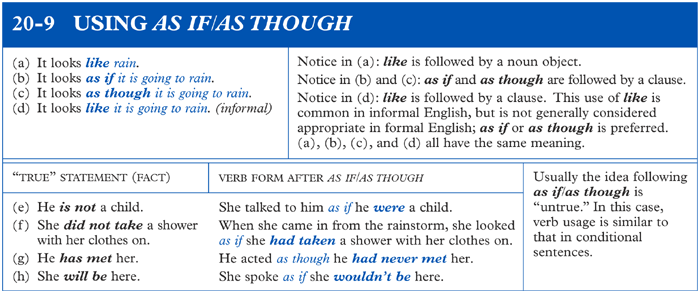 20-9 USING AS IF/AS THOUGH
(a) It looks like rain.
(b) It looks as if it is going to rain.
(c) It looks as though it is going to rain.
(d) It looks like it is going to rain. (informal)
Notice in (a): like is followed by a noun object.
Notice in (b) and (c): as if and as though are followed by a clause.
Notice in (d): like is followed by a clause. This use of like is
common in informal English, but is not generally considered
appropriate in formal English; as if or as though is preferred.
(a), (b), (c), and (d) all have the same meaning.
"TRUE" STATEMENT (FACT)
(e) He is not a child.
(f) She did not take a shower
with her clothes on.
(g) He has met her.
(h) She will be here.
VERB FORM AFTER AS IF/AS THOUGH
She talked to him as if he were a child.
When she came in from the rainstorm, she looked
as if she had taken a shower with her clothes on.
He acted as though he had never met her.
She spoke as if she wouldn't be here.
Usually the idea following
as if/as though is
"untrue." In this case,
verb usage is similar to
that in conditional
sentences.